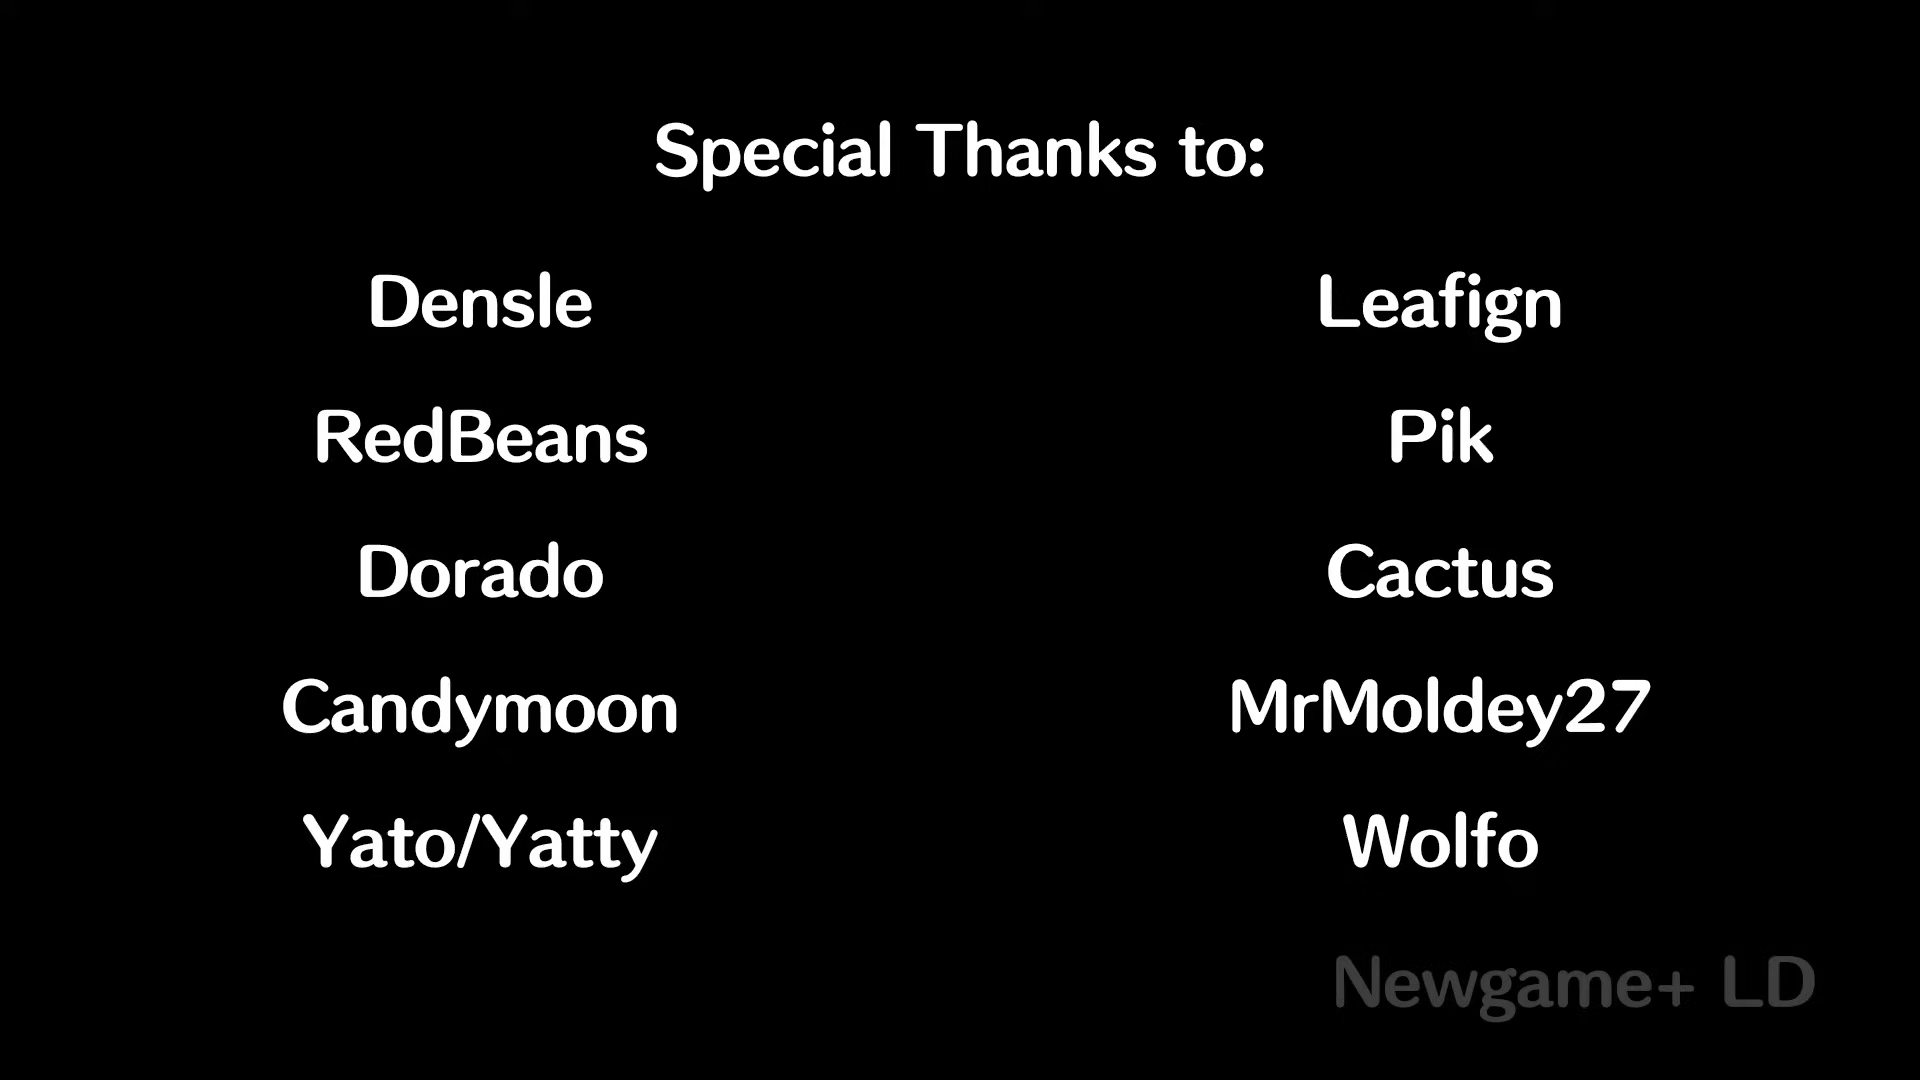 Special Thanks to:
Densle
Leafign
RedBeans
Pik
Dorado
Cactus
Candymoon
MrMoldey27
Yato/Yatty
Wolfo
Newgame+ LD